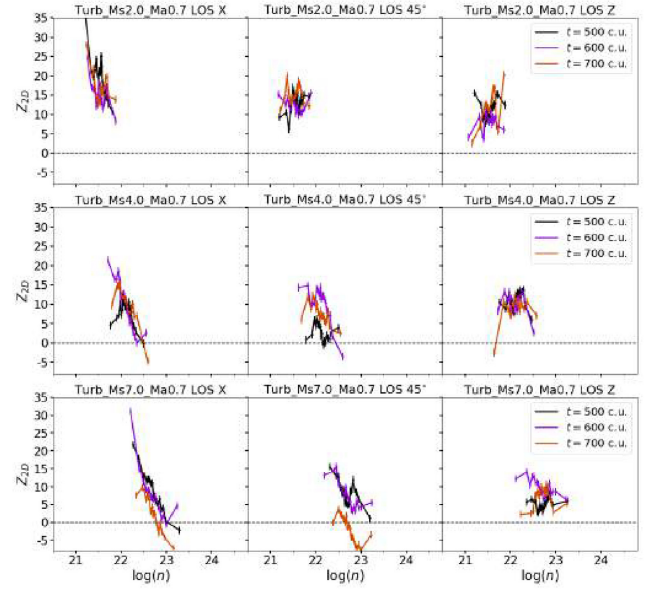 Turb_Ms2.0_Ma0.7 LOS X Turb_Ms2.0_Ma0.7 LOS 45° Turb_Ms2.0_Ma0.7 LOS Z
35
30
25
20
15
10
5
0
-5
Z2D
t = 500 c.u.
t = 600 c.u.
t = 700 c.u.
Turb_Ms4.0_Ma0.7 LOS X Turb_Ms4.0_Ma0.7 LOS 45° Turb_Ms4.0_Ma0.7 LOS Z
35
30
25
20
15
10
5
0
-5
Z2D
t = 500 c.u.
t = 600 c.u.
t = 700 c.u.
Turb_Ms7.0_Ma0.7 LOS X Turb_Ms7.0_Ma0.7 LOS 45° Turb_Ms7.0_Ma0.7 LOS Z
35
30
25
20
15
10
5
0
-5
Z2D
t = 500 c.u.
t = 600 c.u.
t = 700 c.u.
21 22 23 24 21 22 23 24 21 22 23 24
log(n) log(n) log(n)